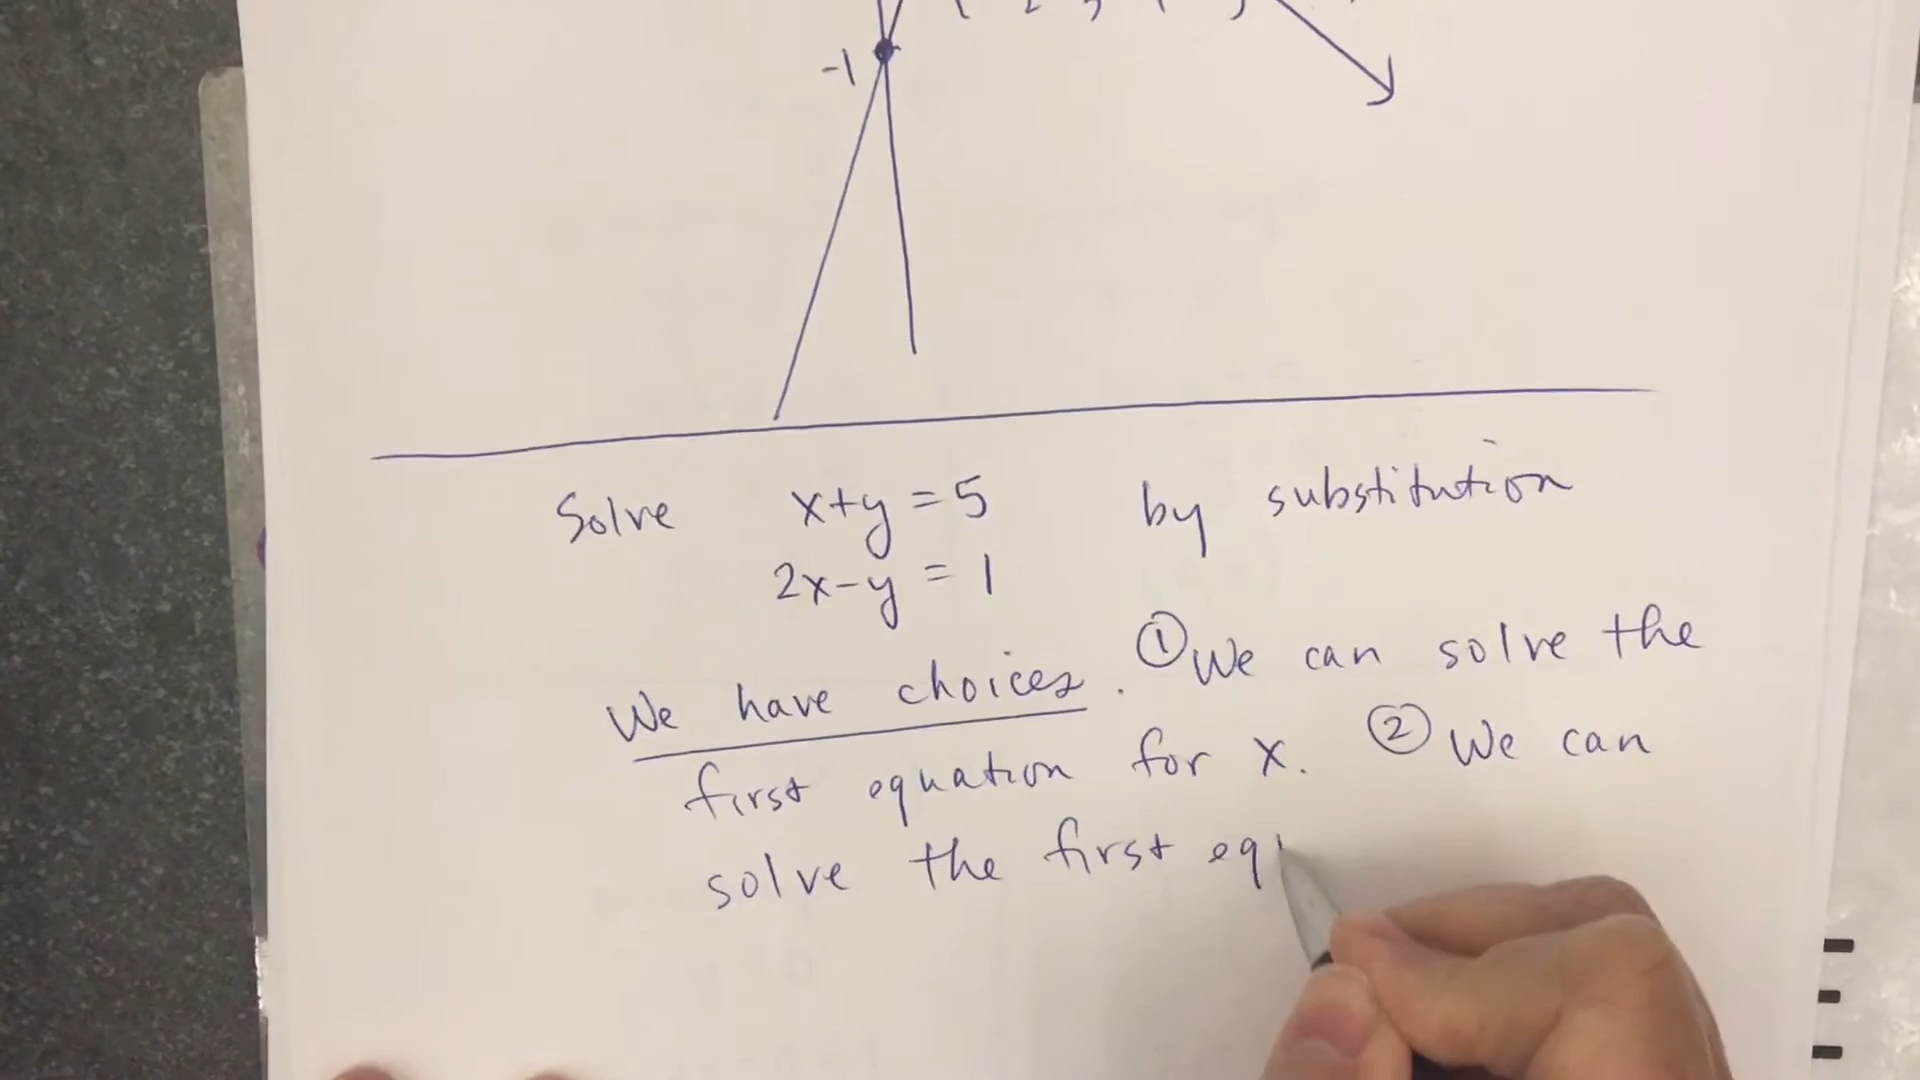 -1
Solve x+y = 5 by substitution
2x-y = 1
We have choices. ① We can solve the
first equation for x. ② We can
solve the first eq